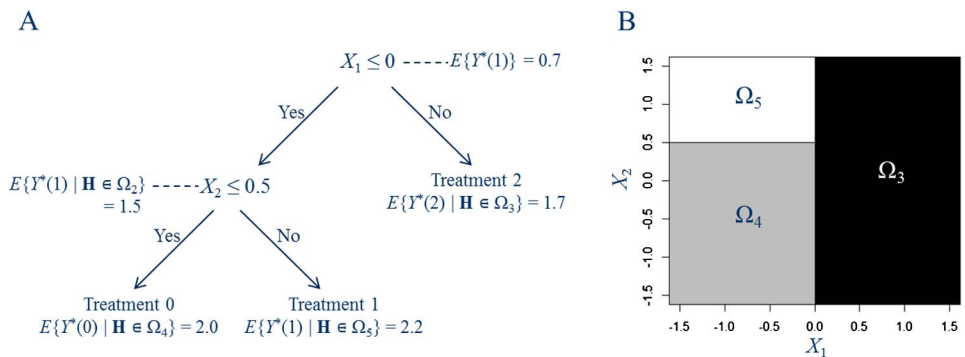 A
X₁ ≤ 0 E{Y*(1)} = 0.7
Yes
No
E{Y*(1) | H ∈ Ω₂}
= 1.5
X₂ ≤ 0.5
Treatment 2
E{Y*(2) | H ∈ Ω₃} = 1.7
Yes
No
Treatment 0
E{Y*(0) | H ∈ Ω₄} = 2.0
Treatment 1
E{Y*(1) | H ∈ Ω₅} = 2.2
B
Ω₅
Ω₃
Ω₄
X₂
1.5
1.0
0.5
0.0
-0.5
-1.0
-1.5
-1.5 -1.0 -0.5 0.0 0.5 1.0 1.5
X₁